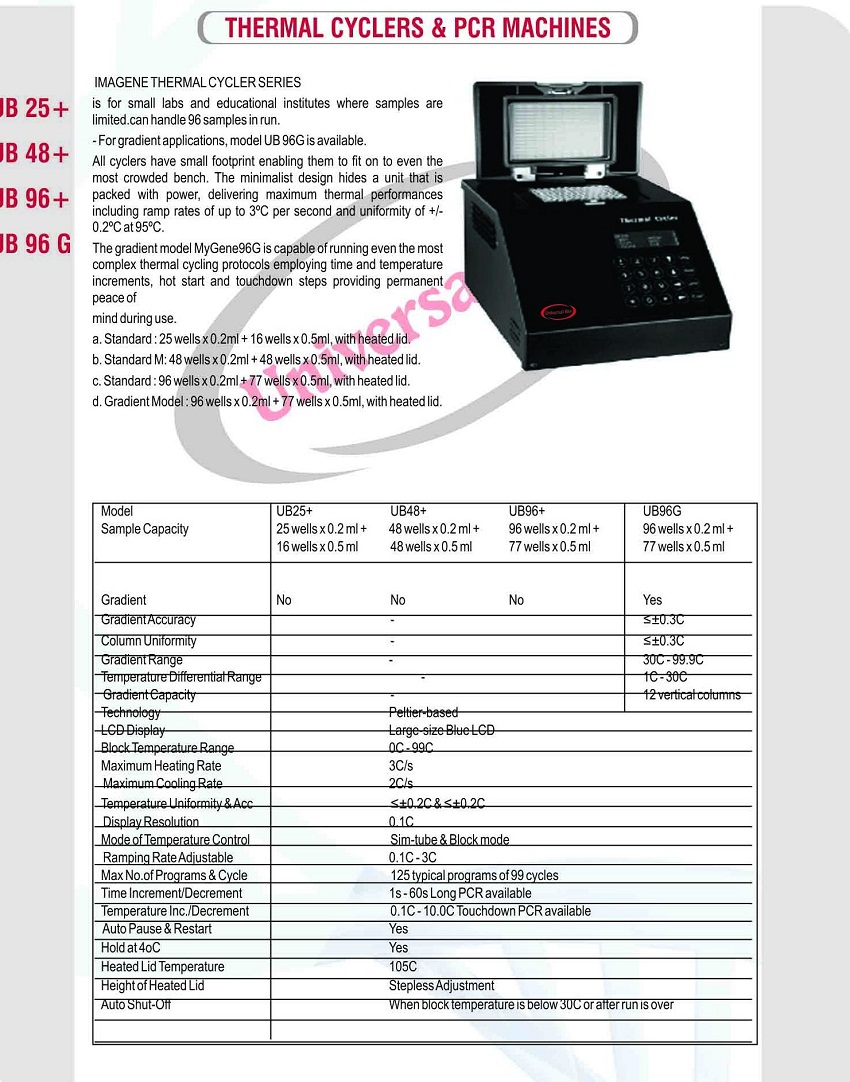 THERMAL CYCLERS & PCR MACHINES
UB 25+
UB 48+
UB 96+
UB 96 G
IMAGENE THERMAL CYCLER SERIES
is for small labs and educational institutes where samples are
limited.can handle 96 samples in run.
- For gradient applications, model UB 96G is available.
All cyclers have small footprint enabling them to fit on to even the
most crowded bench. The minimalist design hides a unit that is
packed with power, delivering maximum thermal performances
including ramp rates of up to 3ºC per second and uniformity of +/-
0.2ºC at 95ºC.
The gradient model MyGene96G is capable of running even the most
complex thermal cycling protocols employing time and temperature
increments, hot start and touchdown steps providing permanent
peace of
mind during use.
a. Standard : 25 wells x 0.2ml + 16 wells x 0.5ml, with heated lid.
b. Standard M: 48 wells x 0.2ml + 48 wells x 0.5ml, with heated lid.
c. Standard : 96 wells x 0.2ml + 77 wells x 0.5ml, with heated lid.
d. Gradient Model : 96 wells x 0.2ml + 77 wells x 0.5ml, with heated lid.
Universa
Thermal Cycler
Model UB25+ UB48+ UB96+ UB96G
Sample Capacity 25 wells x 0.2 ml + 48 wells x 0.2 ml + 96 wells x 0.2 ml + 96 wells x 0.2 ml +
16 wells x 0.5 ml 48 wells x 0.5 ml 77 wells x 0.5 ml 77 wells x 0.5 ml
Gradient No No No Yes
Gradient Accuracy - ≤±0.3C
Column Uniformity - ≤±0.3C
Gradient Range - 30C - 99.9C
Temperature Differential Range - 1C - 30C
Gradient Capacity - 12 vertical columns
Technology Peltier-based
LCD Display Large-size Blue LCD
Block Temperature Range 0C - 99C
Maximum Heating Rate 3C/s
Maximum Cooling Rate 2C/s
Temperature Uniformity & Acc ≤±0.2C & ≤±0.2C
Display Resolution 0.1C
Mode of Temperature Control Sim-tube & Block mode
Ramping Rate Adjustable 0.1C - 3C
Max No.of Programs & Cycle 125 typical programs of 99 cycles
Time Increment/Decrement 1s - 60s Long PCR available
Temperature Inc./Decrement 0.1C - 10.0C Touchdown PCR available
Auto Pause & Restart Yes
Hold at 4oC Yes
Heated Lid Temperature 105C
Height of Heated Lid Stepless Adjustment
Auto Shut-Off When block temperature is below 30C or after run is over